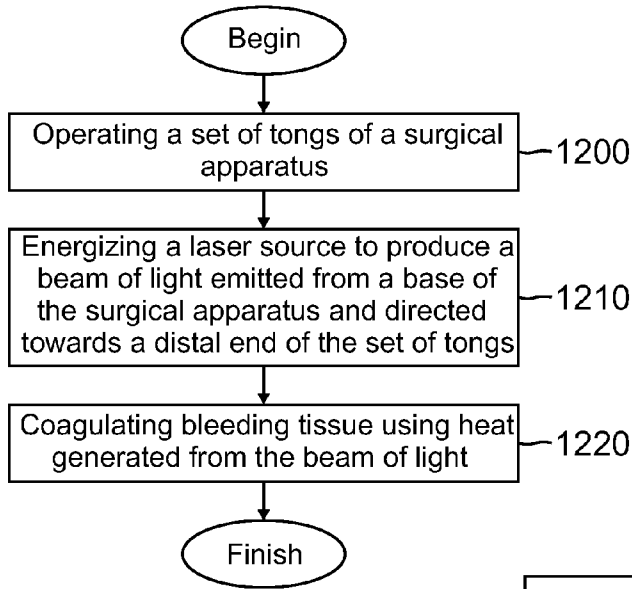 Begin
Operating a set of tongs of a surgical
apparatus
1200
Energizing a laser source to produce a
beam of light emitted from a base of
the surgical apparatus and directed
towards a distal end of the set of tongs
1210
Coagulating bleeding tissue using heat
generated from the beam of light
1220
Finish